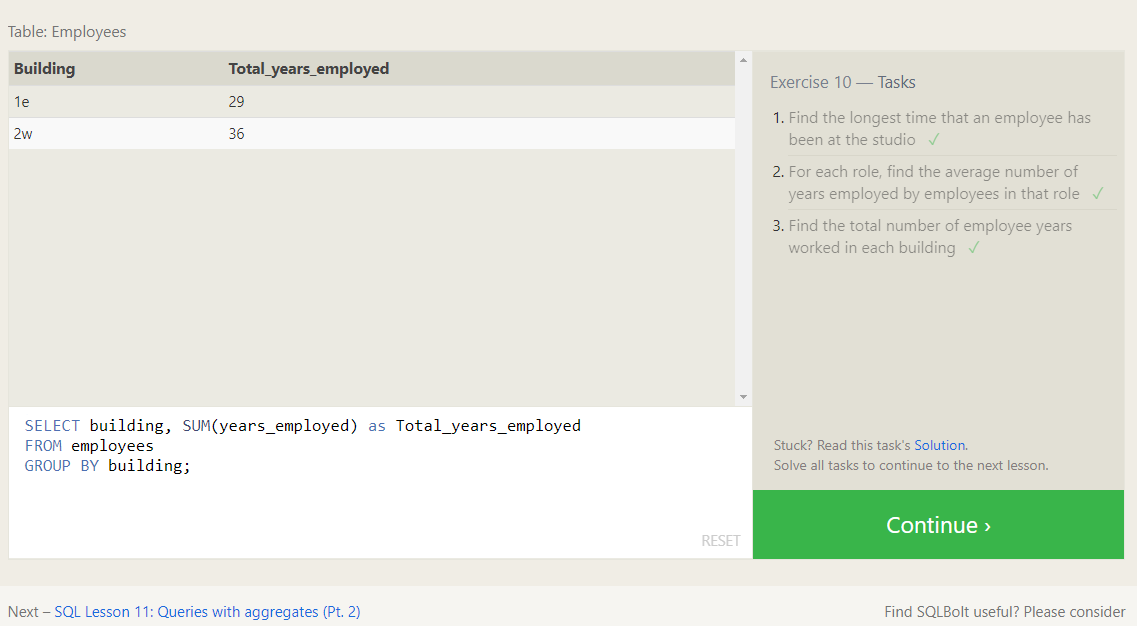 Table: Employees
Building Total_years_employed
1e 29
2w 36
SELECT building, SUM(years_employed) as Total_years_employed
FROM employees
GROUP BY building;
RESET
Exercise 10 — Tasks
1. Find the longest time that an employee has
been at the studio ✓
2. For each role, find the average number of
years employed by employees in that role ✓
3. Find the total number of employee years
worked in each building ✓
Stuck? Read this task's Solution.
Solve all tasks to continue to the next lesson.
Continue ›
Next – SQL Lesson 11: Queries with aggregates (Pt. 2)
Find SQLBolt useful? Please consider